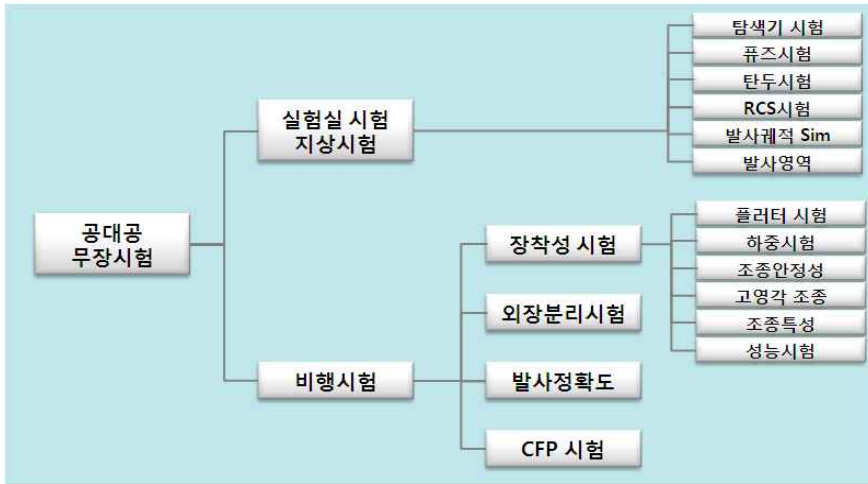 탐색기 시험
퓨즈시험
탄두시험
RCS시험
발사궤적 Sim
발사영역
실험실 시험
지상시험
공대공
무장시험
비행시험
장착성 시험
외장분리시험
발사정확도
CFP 시험
플러터 시험
하중시험
조종안정성
고영각 조종
조종특성
성능시험